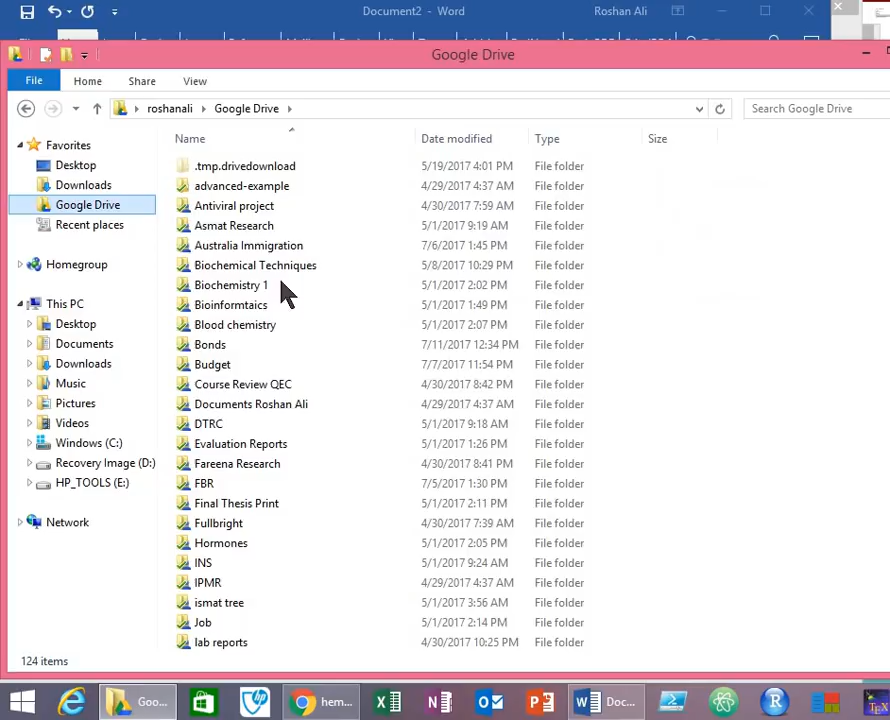 Document2 - Word
Roshan Ali
Google Drive
File
Home
Share
View
roshanali
Google Drive
Search Google Drive
Name
Date modified
Type
Size
Favorites
Desktop
Downloads
Google Drive
Recent places
Homegroup
This PC
Desktop
Documents
Downloads
Music
Pictures
Videos
Windows (C:)
Recovery Image (D:)
HP_TOOLS (E:)
Network
.tmp.drivedownload 5/19/2017 4:01 PM File folder
advanced-example 4/29/2017 4:37 AM File folder
Antiviral project 4/30/2017 7:59 AM File folder
Asmat Research 5/1/2017 9:19 AM File folder
Australia Immigration 7/6/2017 1:45 PM File folder
Biochemical Techniques 5/8/2017 10:29 PM File folder
Biochemistry 1 5/1/2017 2:02 PM File folder
Bioinformtaics 5/1/2017 1:49 PM File folder
Blood chemistry 5/1/2017 2:07 PM File folder
Bonds 7/11/2017 12:34 PM File folder
Budget 7/7/2017 11:54 PM File folder
Course Review QEC 4/30/2017 8:42 PM File folder
Documents Roshan Ali 4/29/2017 4:37 AM File folder
DTRC 5/1/2017 9:18 AM File folder
Evaluation Reports 5/1/2017 1:26 PM File folder
Fareena Research 4/30/2017 8:41 PM File folder
FBR 7/5/2017 1:30 PM File folder
Final Thesis Print 5/1/2017 2:11 PM File folder
Fullbright 4/30/2017 7:39 AM File folder
Hormones 5/1/2017 2:05 PM File folder
INS 5/1/2017 9:24 AM File folder
IPMR 4/29/2017 4:37 AM File folder
ismat tree 5/1/2017 3:56 AM File folder
Job 5/1/2017 2:14 PM File folder
lab reports 4/30/2017 10:25 PM File folder
124 items
Goo...
hem...
Doc...